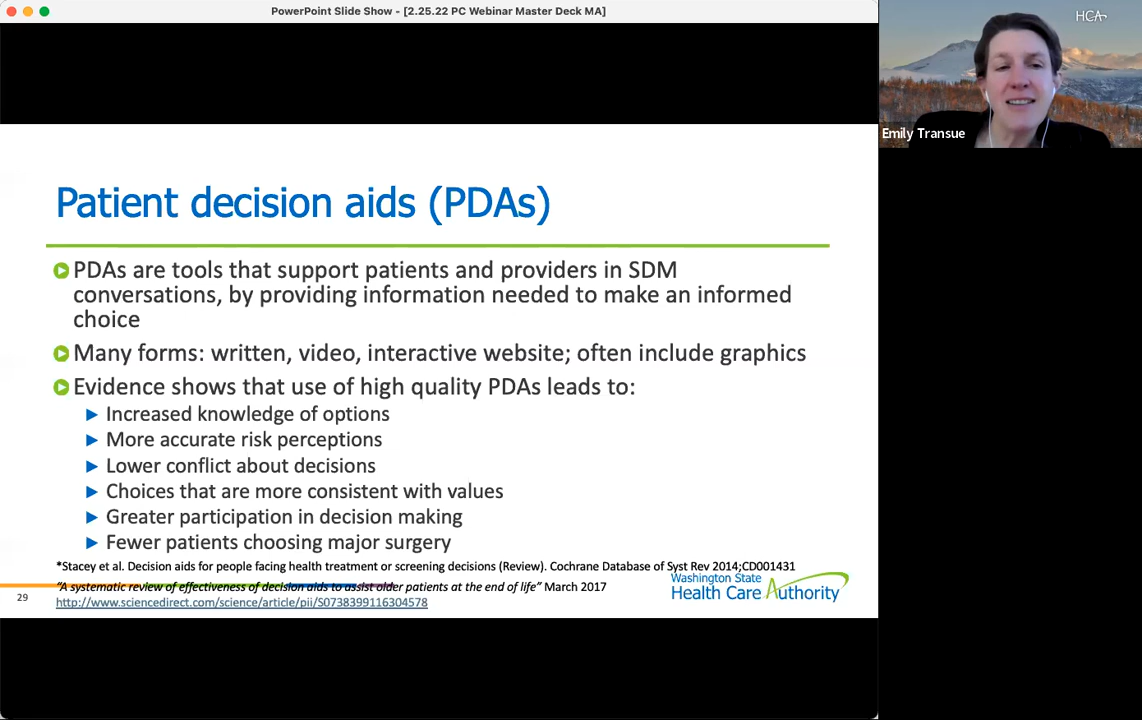 PowerPoint Slide Show - [2.25.22 PC Webinar Master Deck MA]
HCA
Emily Transue
Patient decision aids (PDAs)
PDAs are tools that support patients and providers in SDM
conversations, by providing information needed to make an informed
choice
Many forms: written, video, interactive website; often include graphics
Evidence shows that use of high quality PDAs leads to:
Increased knowledge of options
More accurate risk perceptions
Lower conflict about decisions
Choices that are more consistent with values
Greater participation in decision making
Fewer patients choosing major surgery
*Stacey et al. Decision aids for people facing health treatment or screening decisions (Review). Cochrane Database of Syst Rev 2014;CD001431
"A systematic review of effectiveness of decision aids to assist older patients at the end of life" March 2017
http://www.sciencedirect.com/science/article/pii/S0738399116304578
29
Washington State
Health Care Authority